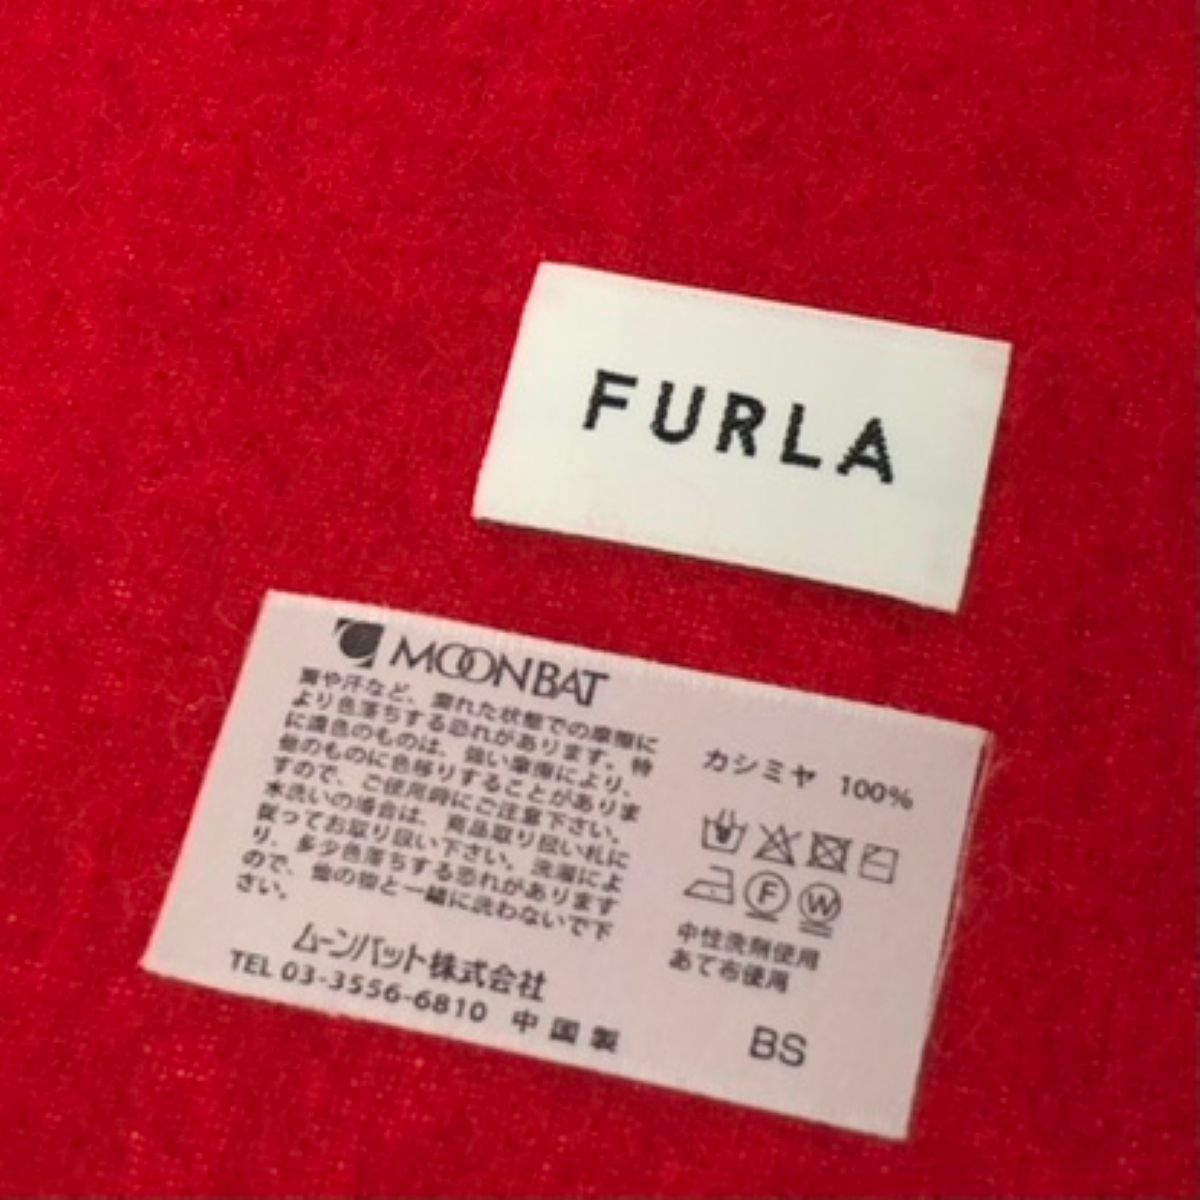 FURLA
MOONBAT
雨や汗など、濡れた状態での摩擦に
より色落ちする恐れがあります。特
に濃色のものは、強い摩擦により、
他のものに色移りすることがありま
すので、ご使用時にご注意下さい。
水洗いの場合は、商品取り扱い札に
従ってお取り扱い下さい。洗濯によ
り、多少色落ちする恐れがあります
ので、他の物と一緒に洗わないで下
さい。
ムーンバット株式会社
TEL 03-3556-6810 中国製
カシミヤ 100%
F W
中性洗剤使用
あて布使用
BS